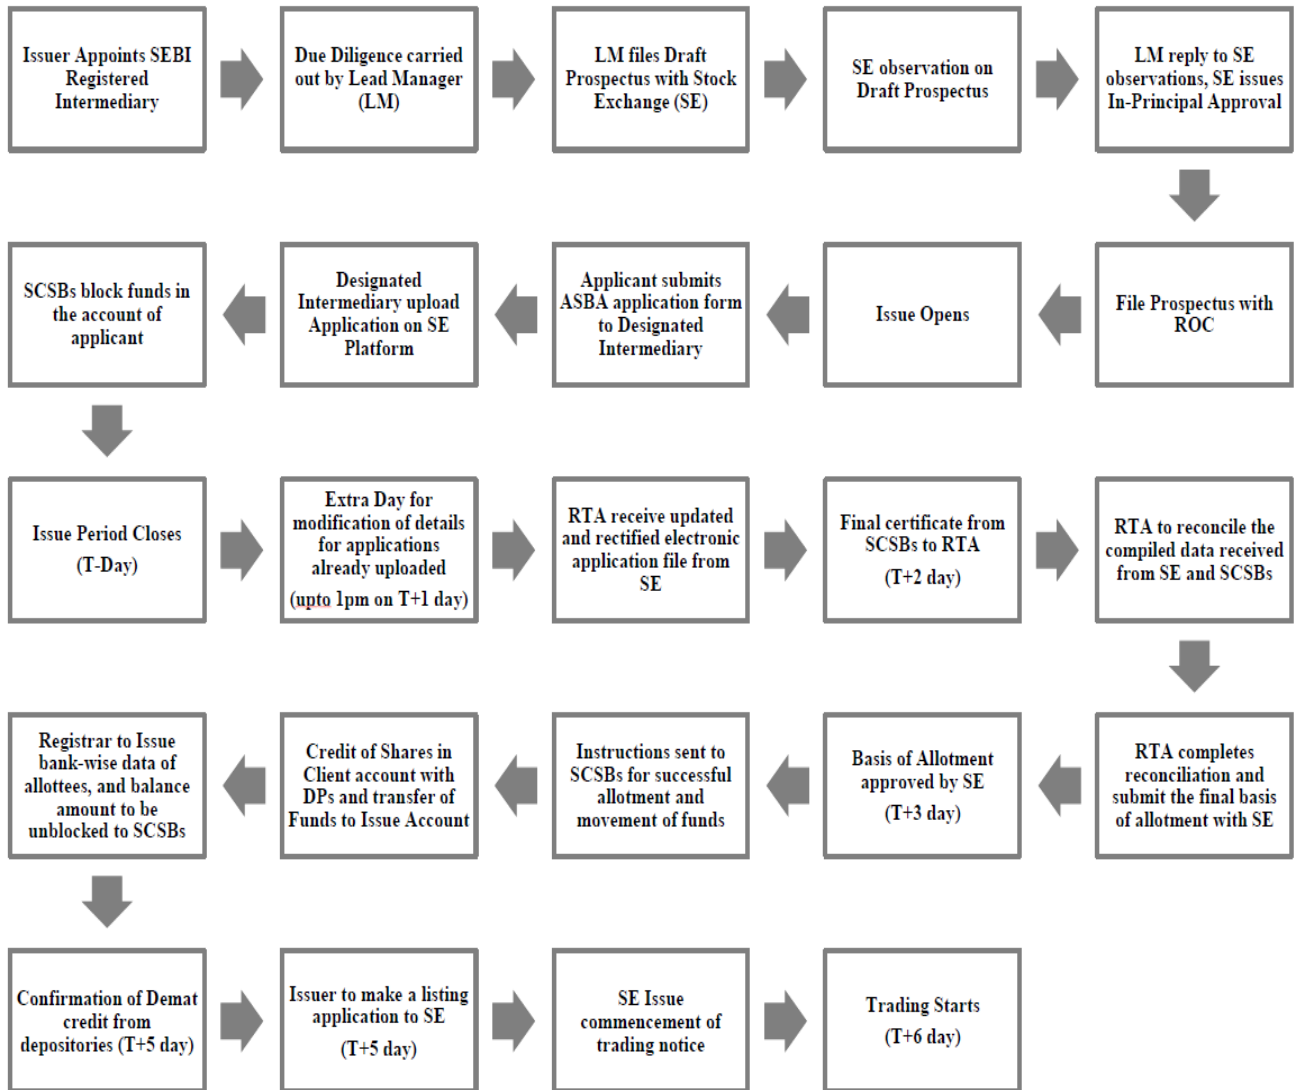 Issuer Appoints SEBI
Registered
Intermediary
Due Diligence carried
out by Lead Manager
(LM)
LM files Draft
Prospectus with Stock
Exchange (SE)
SE observation on
Draft Prospectus
LM reply to SE
observations, SE issues
In-Principal Approval
File Prospectus with
ROC
Issue Opens
Applicant submits
ASBA application form
to Designated
Intermediary
Designated
Intermediary upload
Application on SE
Platform
SCSBs block funds in
the account of
applicant
Issue Period Closes
(T-Day)
Extra Day for
modification of details
for applications
already uploaded
(upto 1pm on T+1 day)
RTA receive updated
and rectified electronic
application file from
SE
Final certificate from
SCSBs to RTA
(T+2 day)
RTA to reconcile the
compiled data received
from SE and SCSBs
RTA completes
reconciliation and
submit the final basis
of allotment with SE
Basis of Allotment
approved by SE
(T+3 day)
Instructions sent to
SCSBs for successful
allotment and
movement of funds
Credit of Shares in
Client account with
DPs and transfer of
Funds to Issue Account
Registrar to Issue
bank-wise data of
allottees, and balance
amount to be
unblocked to SCSBs
Confirmation of Demat
credit from
depositories (T+5 day)
Issuer to make a listing
application to SE
(T+5 day)
SE Issue
commencement of
trading notice
Trading Starts
(T+6 day)